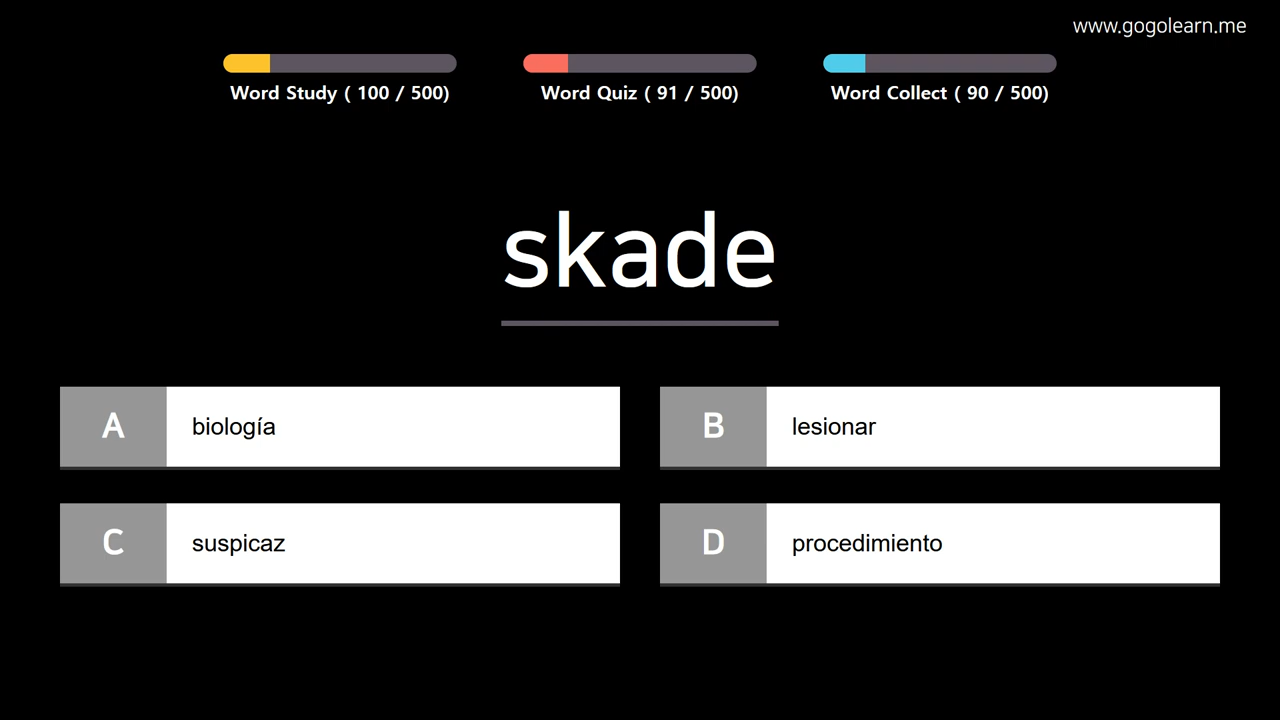 www.gogolearn.me
Word Study ( 100 / 500)
Word Quiz ( 91 / 500)
Word Collect ( 90 / 500)
skade
A biología
B lesionar
C suspicaz
D procedimiento